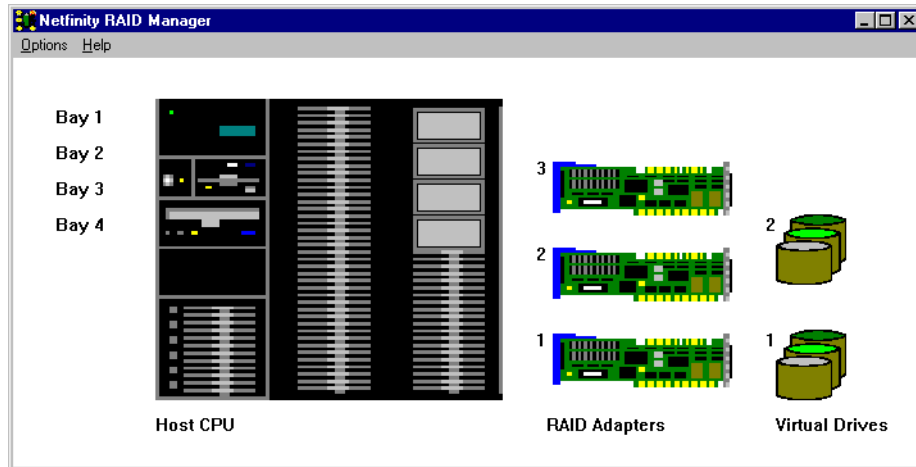 Netfinity RAID Manager
Options Help
Bay 1
Bay 2
Bay 3
Bay 4
3
2
1
2
1
Host CPU
RAID Adapters
Virtual Drives